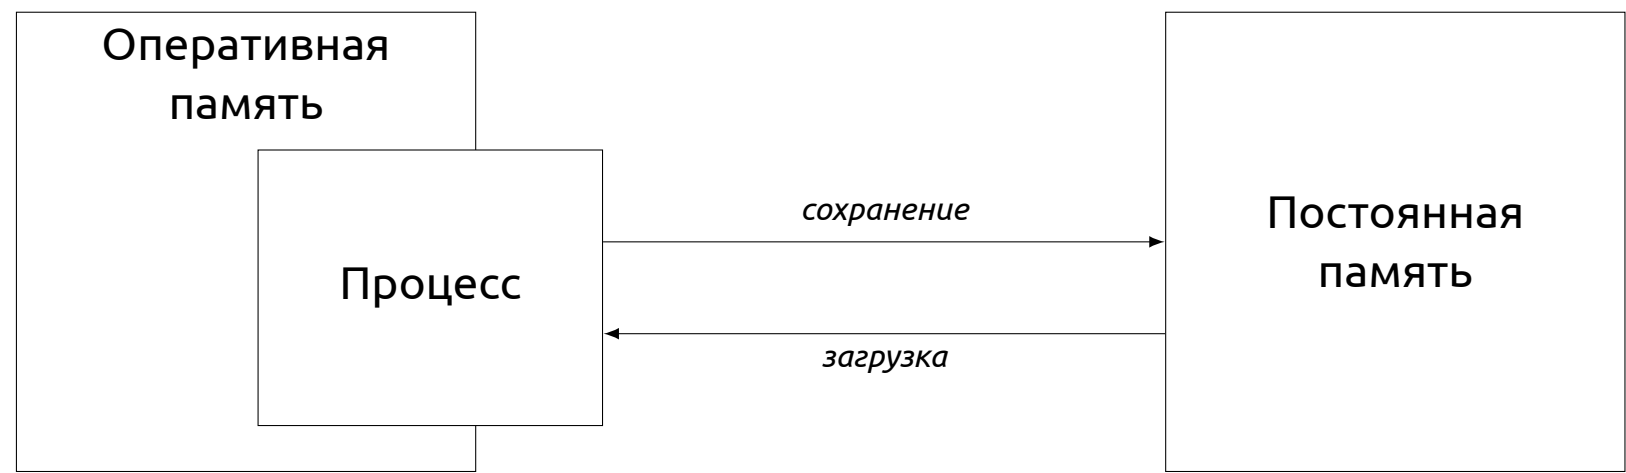 Оперативная
память
Процесс
сохранение
загрузка
Постоянная
память